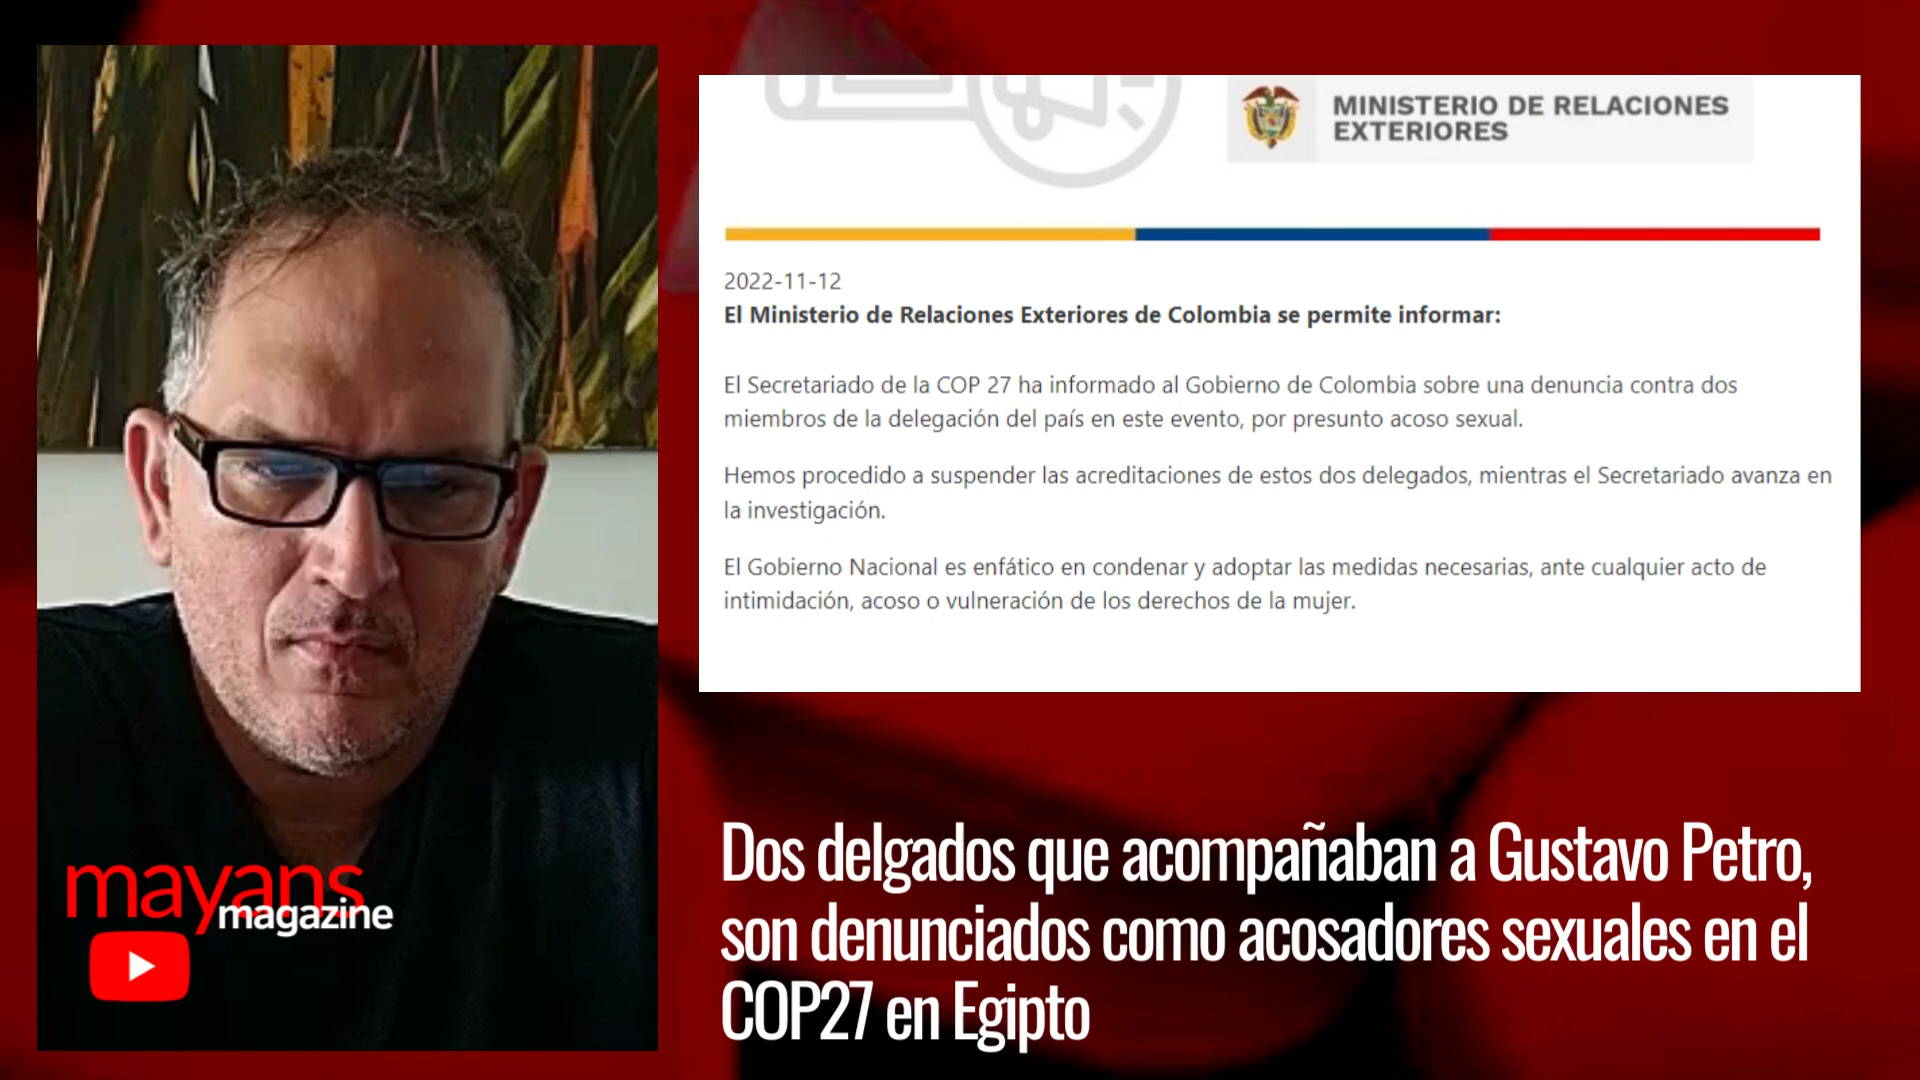 mayans
magazine
MINISTERIO DE RELACIONES
EXTERIORES
2022-11-12
El Ministerio de Relaciones Exteriores de Colombia se permite informar:
El Secretariado de la COP 27 ha informado al Gobierno de Colombia sobre una denuncia contra dos
miembros de la delegación del país en este evento, por presunto acoso sexual.
Hemos procedido a suspender las acreditaciones de estos dos delegados, mientras el Secretariado avanza en
la investigación.
El Gobierno Nacional es enfático en condenar y adoptar las medidas necesarias, ante cualquier acto de
intimidación, acoso o vulneración de los derechos de la mujer.
Dos delgados que acompañaban a Gustavo Petro,
son denunciados como acosadores sexuales en el
COP27 en Egipto